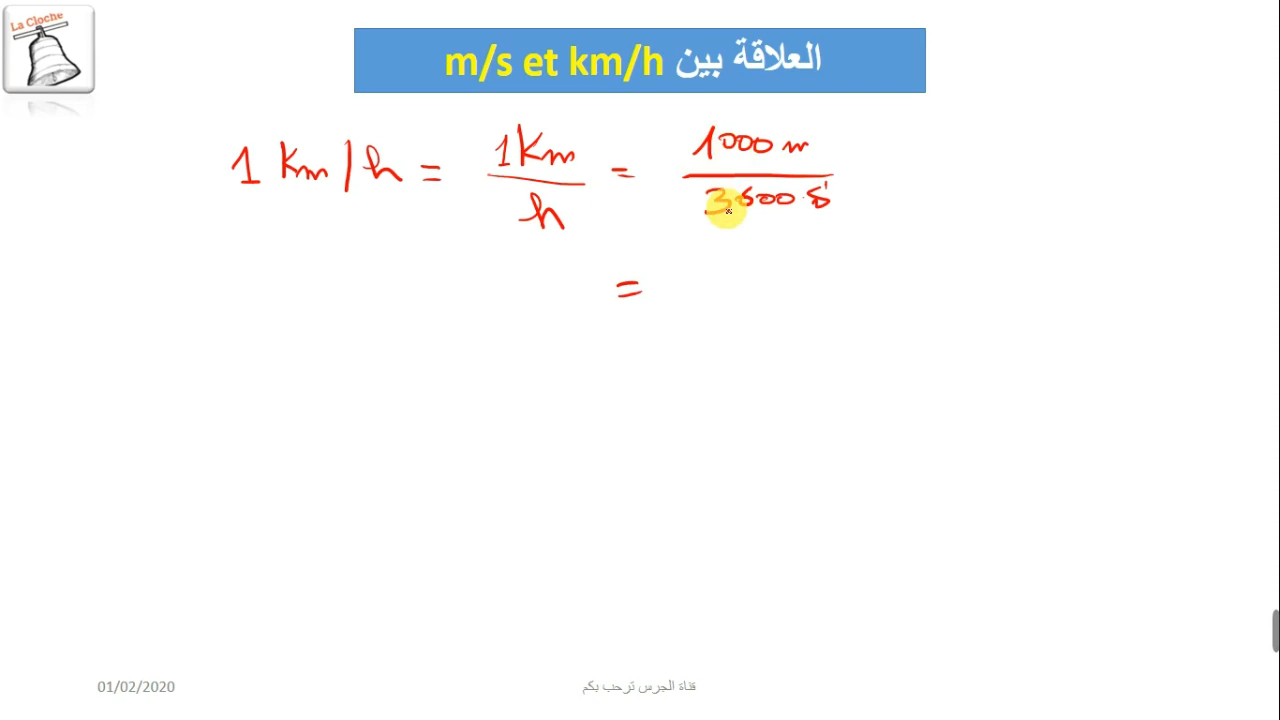 La Cloche
العلاقة بين m/s et km/h
1 Km/h = 1Km/h = 1000 m/3600 s
=
01/02/2020
قناة الجرس ترحب بكم